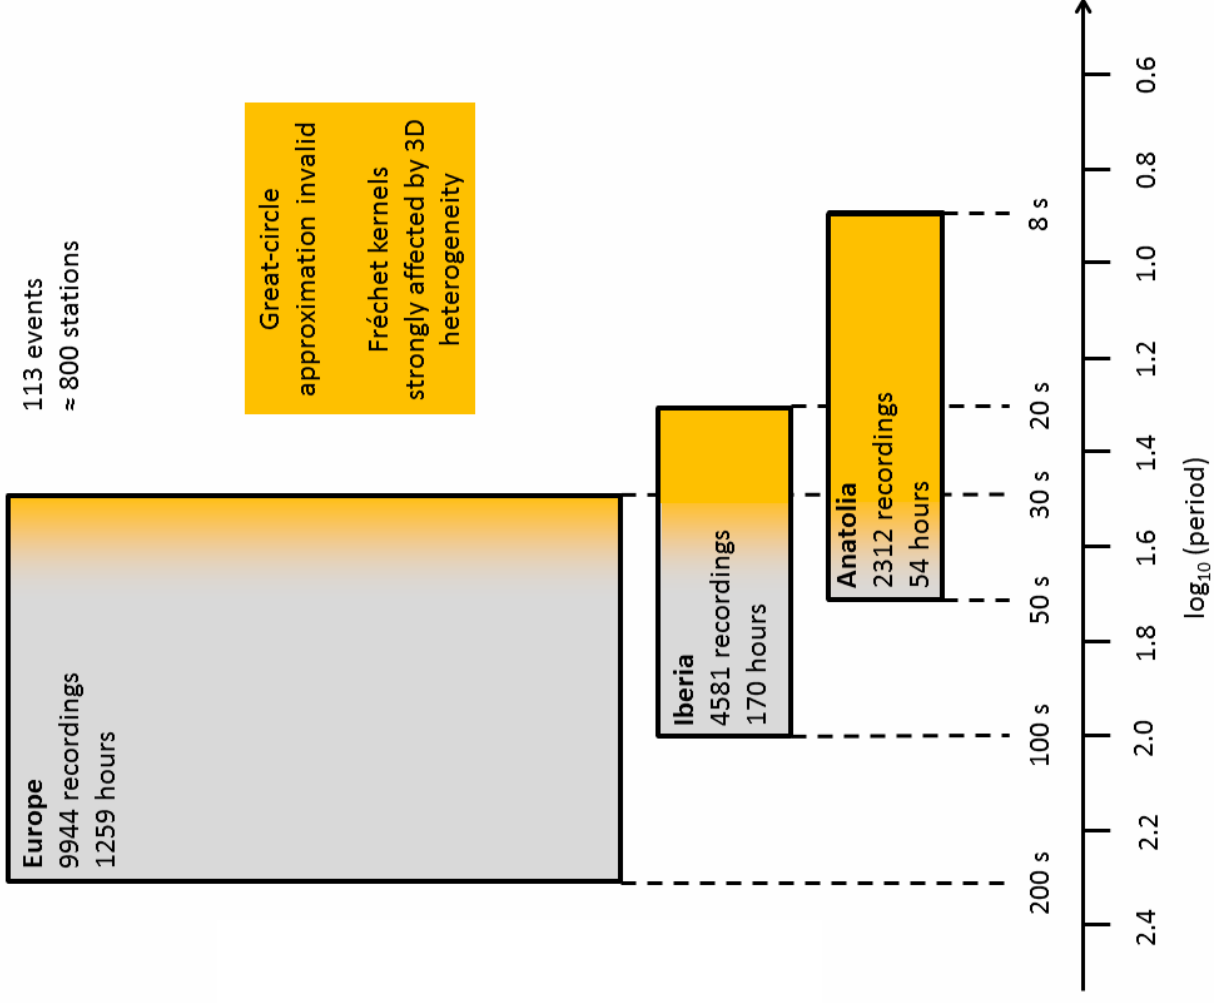 113 events
≈ 800 stations
Europe
9944 recordings
1259 hours
Great-circle
approximation invalid
Fréchet kernels
strongly affected by 3D
heterogeneity
Iberia
4581 recordings
170 hours
Anatolia
2312 recordings
54 hours
200 s
100 s
50 s
30 s
20 s
8 s
2.4
2.2
2.0
1.8
1.6
1.4
1.2
1.0
0.8
0.6
log₁₀ (period)